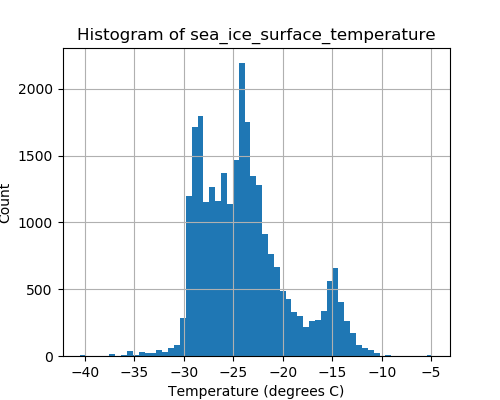 Histogram of sea_ice_surface_temperature
2000
1500
1000
500
0
Count
−40 −35 −30 −25 −20 −15 −10 −5
Temperature (degrees C)